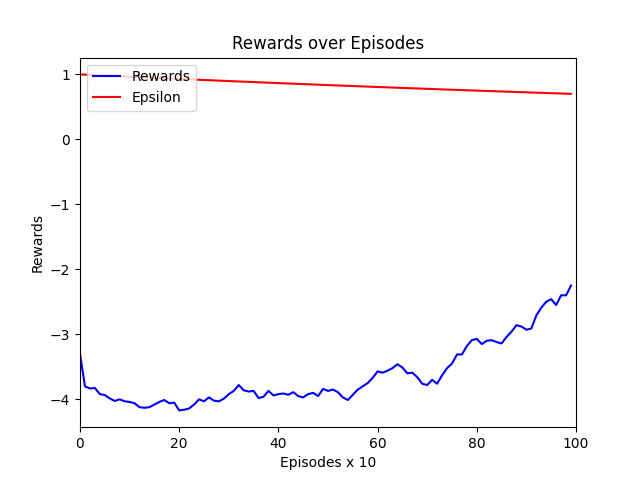 Rewards over Episodes
Rewards
Epsilon
1
0
−1
−2
−3
−4
Rewards
0
20
40
60
80
100
Episodes x 10